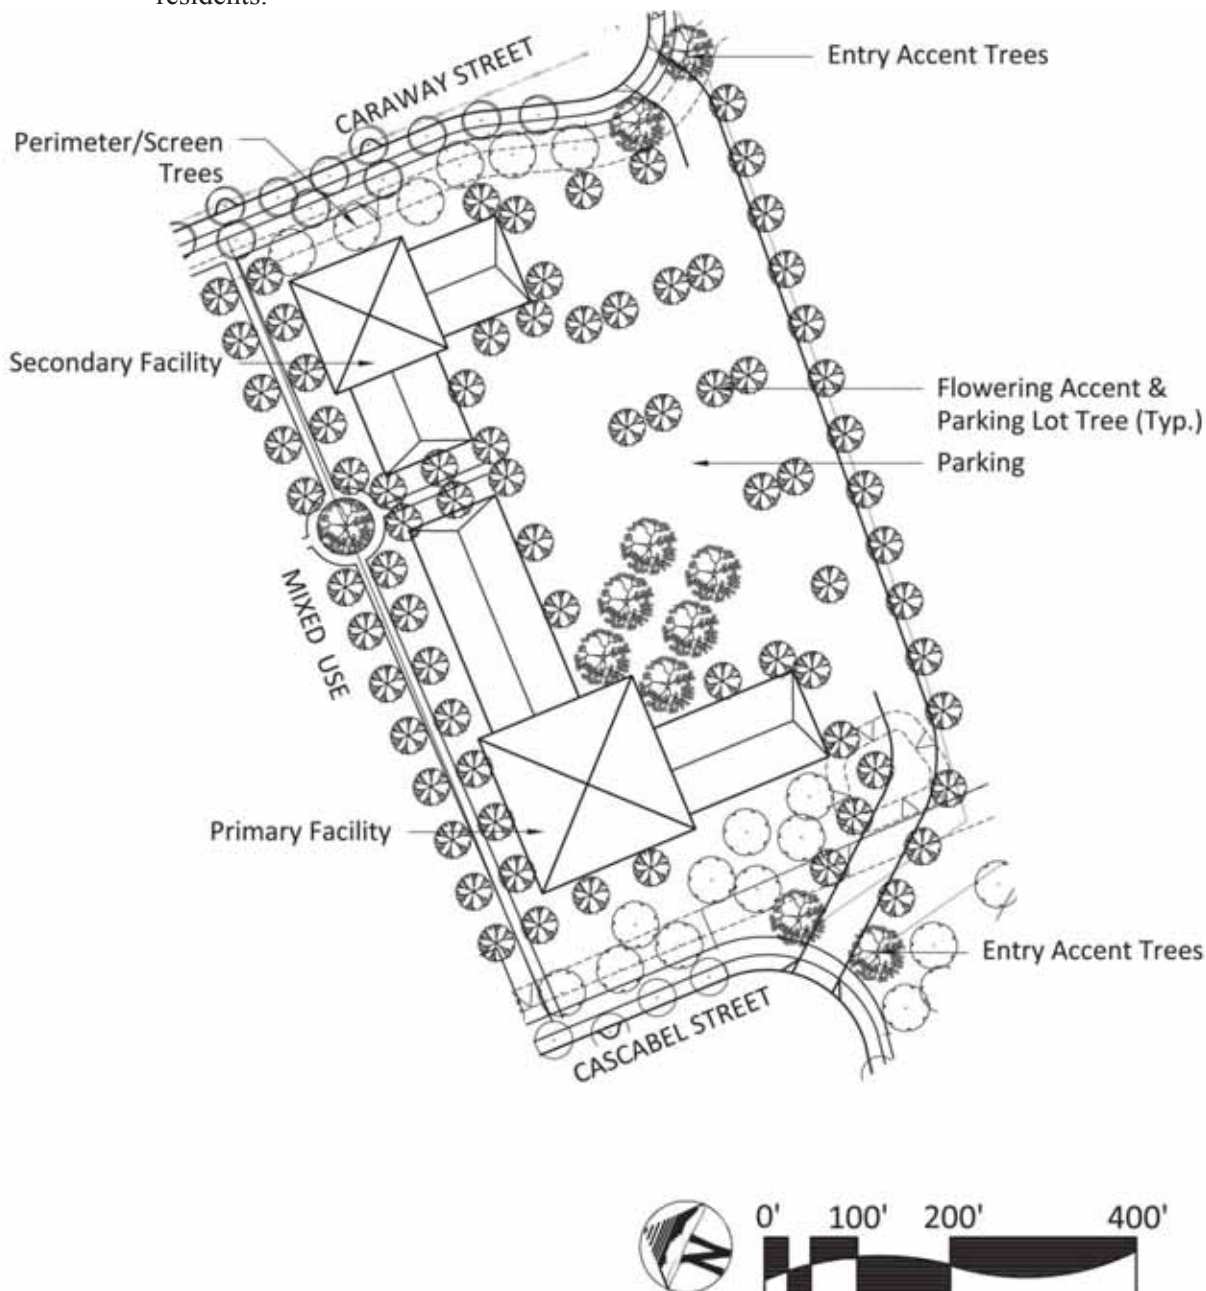 residents.
CARAWAY STREET
Entry Accent Trees
Perimeter/Screen
Trees
Secondary Facility
Flowering Accent &
Parking Lot Tree (Typ.)
Parking
MIXED USE
Primary Facility
Entry Accent Trees
CASCABEL STREET
N
0' 100' 200' 400'